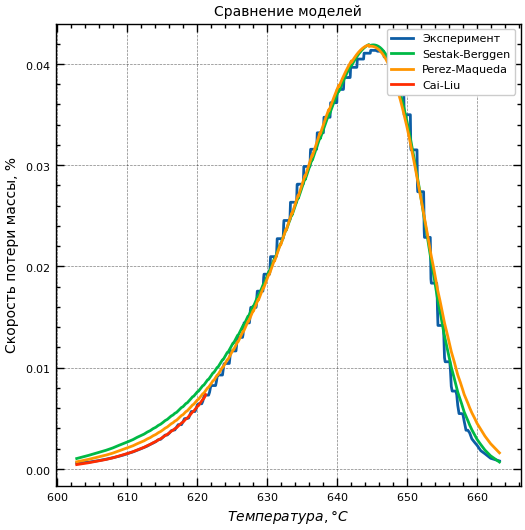 Сравнение моделей
Эксперимент
Sestak-Berggen
Perez-Maqueda
Cai-Liu
Скорость потери массы, %
0.04
0.03
0.02
0.01
0.00
600 610 620 630 640 650 660
Температура, °C